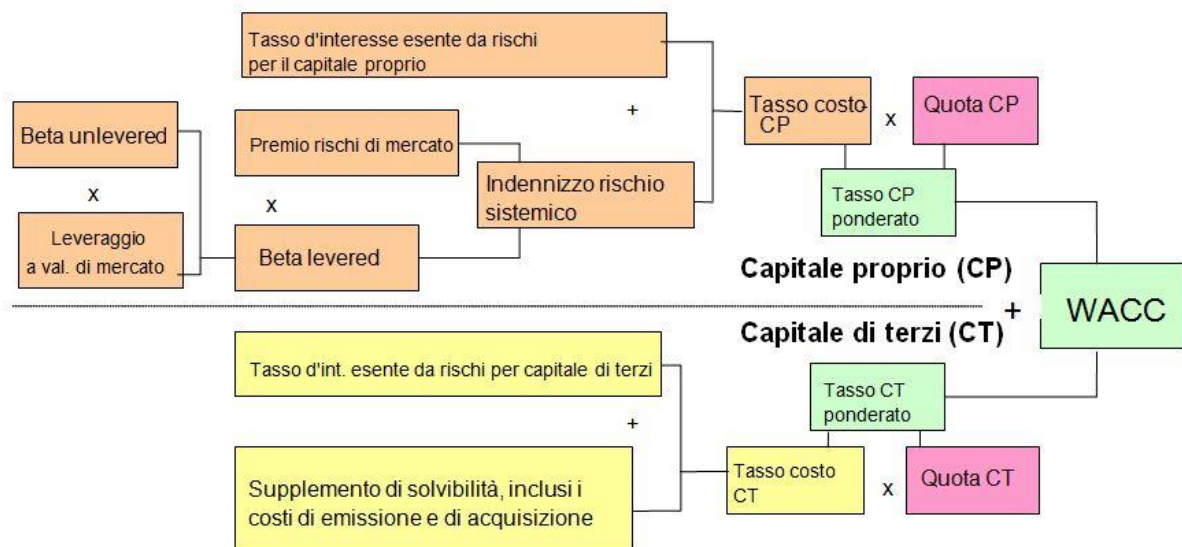 Tasso d'interesse esente da rischi
per il capitale proprio
+
Tasso costo-
CP
x
Quota CP
Beta unlevered
Premio rischi di mercato
x
x
Indennizzo rischio
sistemico
Tasso CP
ponderato
Leveraggio
a val. di mercato
Beta levered
Capitale proprio (CP)
+
WACC
Capitale di terzi (CT)
Tasso d'int. esente da rischi per capitale di terzi
Tasso CT
ponderato
+
Supplemento di solvibilità, inclusi i
costi di emissione e di acquisizione
Tasso costo
CT
x
Quota CT